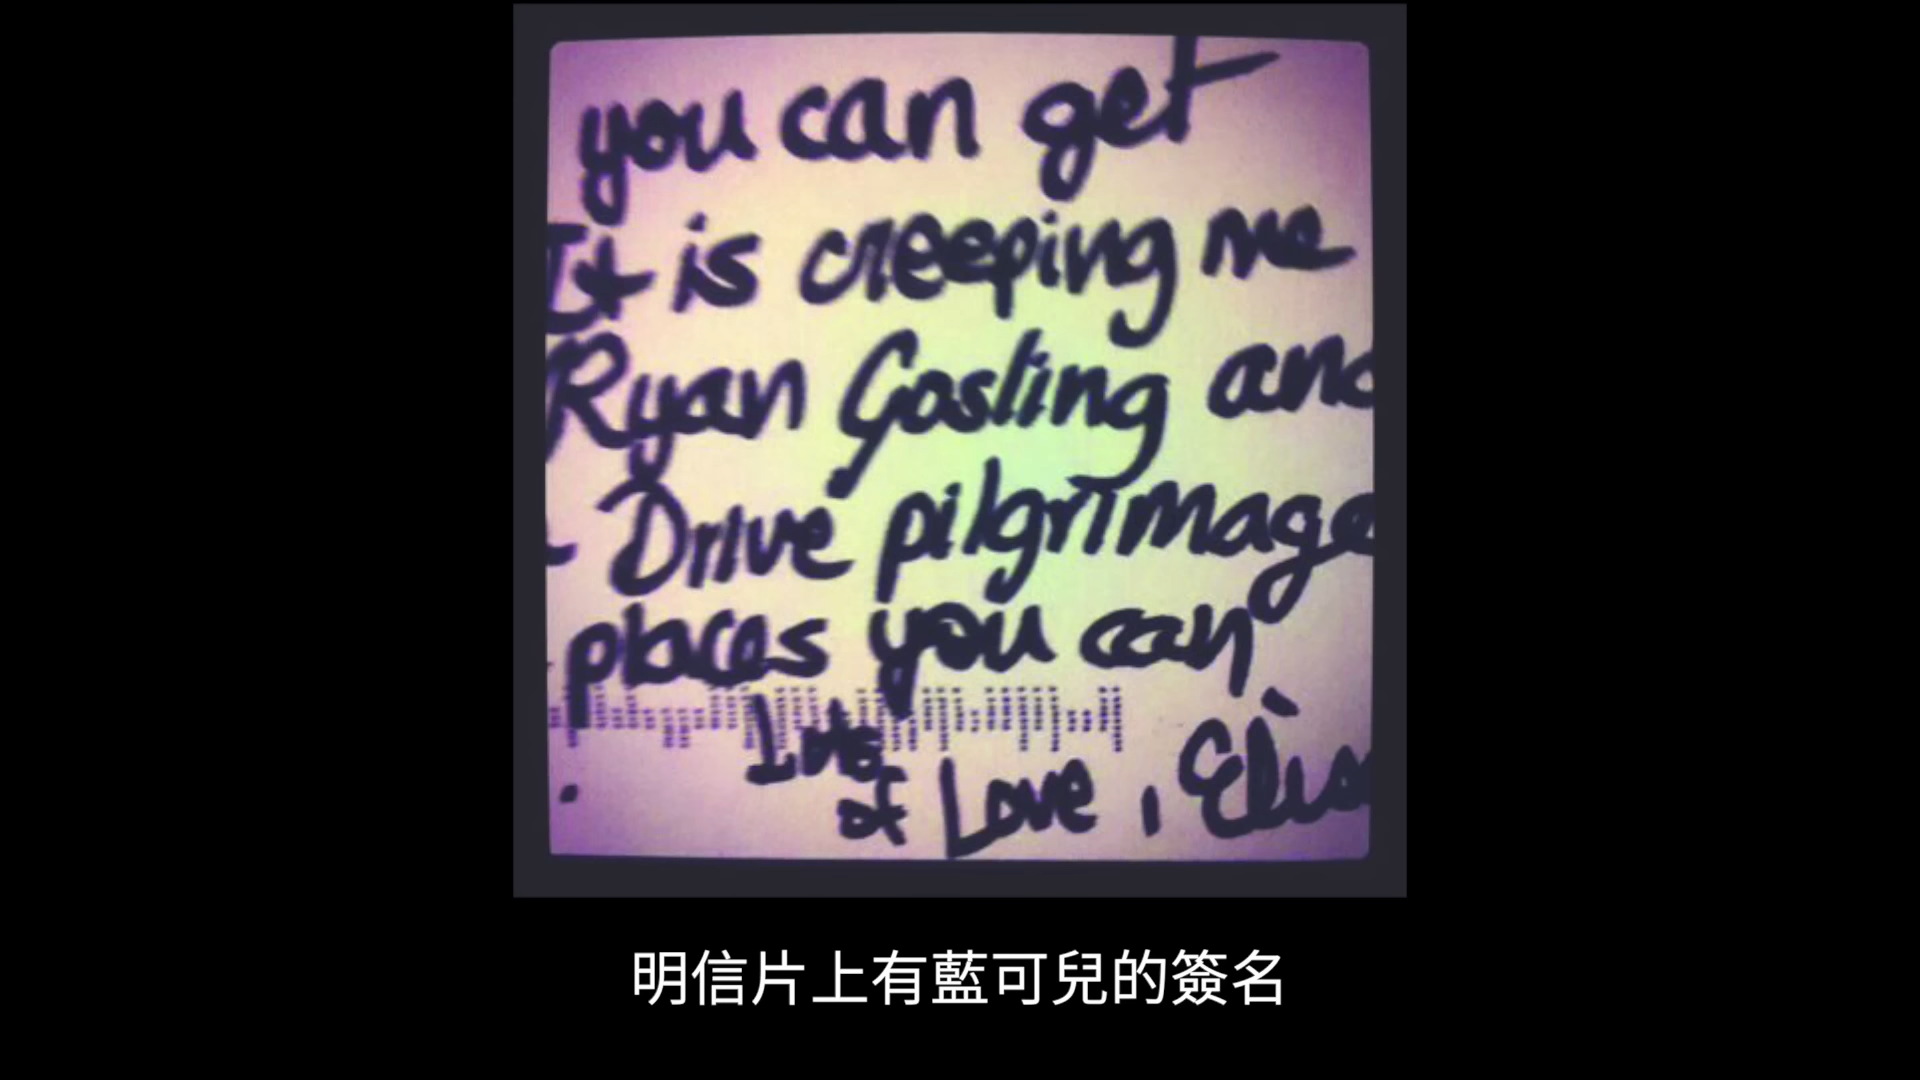 you can get
It is creeping me
Ryan Gosling and
Drive pilgrimage
places you can
Lots
of Love, Elisa
明信片上有藍可兒的簽名